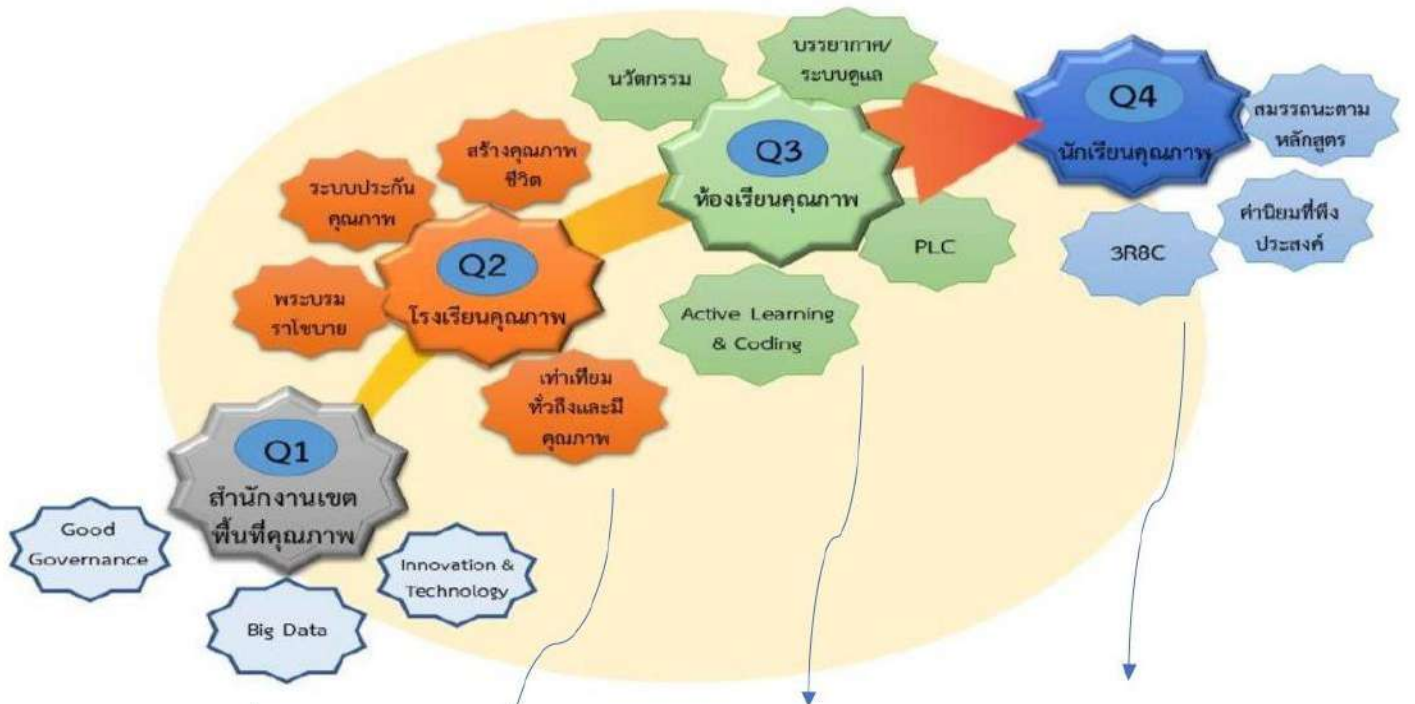 Q1
สำนักงานเขต
พื้นที่คุณภาพ
Good
Governance
Big Data
Innovation &
Technology
Q2
โรงเรียนคุณภาพ
พระบรม
ราโชบาย
ระบบประกัน
คุณภาพ
สร้างคุณภาพ
ชีวิต
เท่าเทียม
ทั่วถึงและมี
คุณภาพ
Q3
ห้องเรียนคุณภาพ
นวัตกรรม
บรรยากาศ/
ระบบดูแล
PLC
Active Learning
& Coding
Q4
นักเรียนคุณภาพ
สมรรถนะตาม
หลักสูตร
ค่านิยมที่พึง
ประสงค์
3R8C